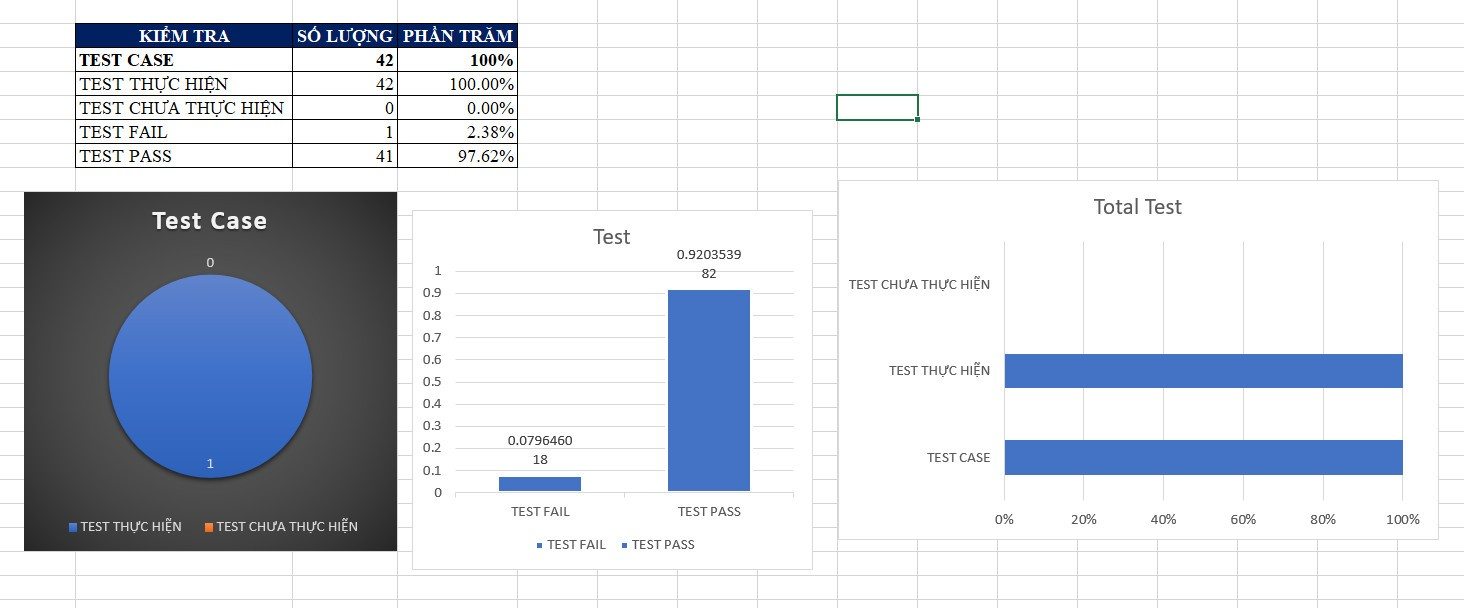 KIỂM TRA SỐ LƯỢNG PHẦN TRĂM
TEST CASE 42 100%
TEST THỰC HIỆN 42 100.00%
TEST CHƯA THỰC HIỆN 0 0.00%
TEST FAIL 1 2.38%
TEST PASS 41 97.62%
Test Case
0
1
TEST THỰC HIỆN TEST CHƯA THỰC HIỆN
Test
0.9203539
82
1
0.9
0.8
0.7
0.6
0.5
0.4
0.3
0.2
0.1
0
0.0796460
18
TEST FAIL TEST PASS
TEST FAIL TEST PASS
Total Test
TEST CHƯA THỰC HIỆN
TEST THỰC HIỆN
TEST CASE
0% 20% 40% 60% 80% 100%